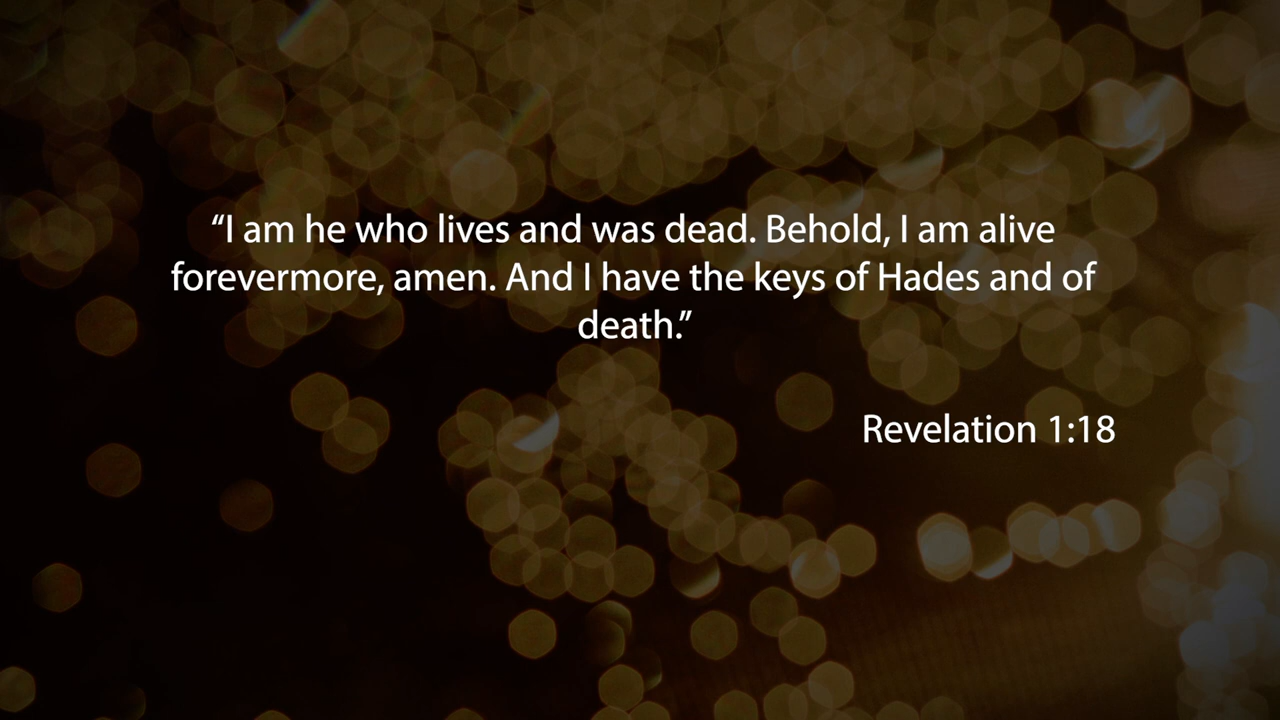 “I am he who lives and was dead. Behold, I am alive
forevermore, amen. And I have the keys of Hades and of
death.”
Revelation 1:18